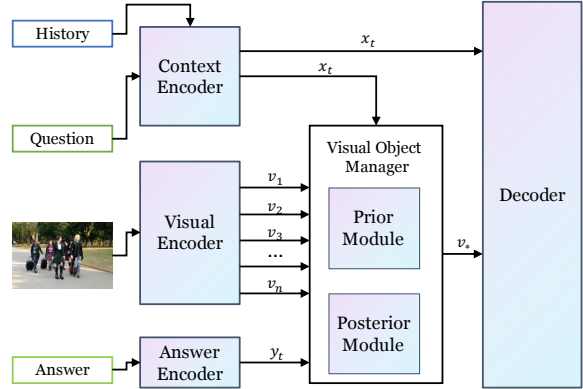 History
Question
Answer
Context
Encoder
Visual
Encoder
Answer
Encoder
x_t
x_t
v_1
v_2
v_3
...
v_n
y_t
Visual Object
Manager
Prior
Module
Posterior
Module
v_*
Decoder